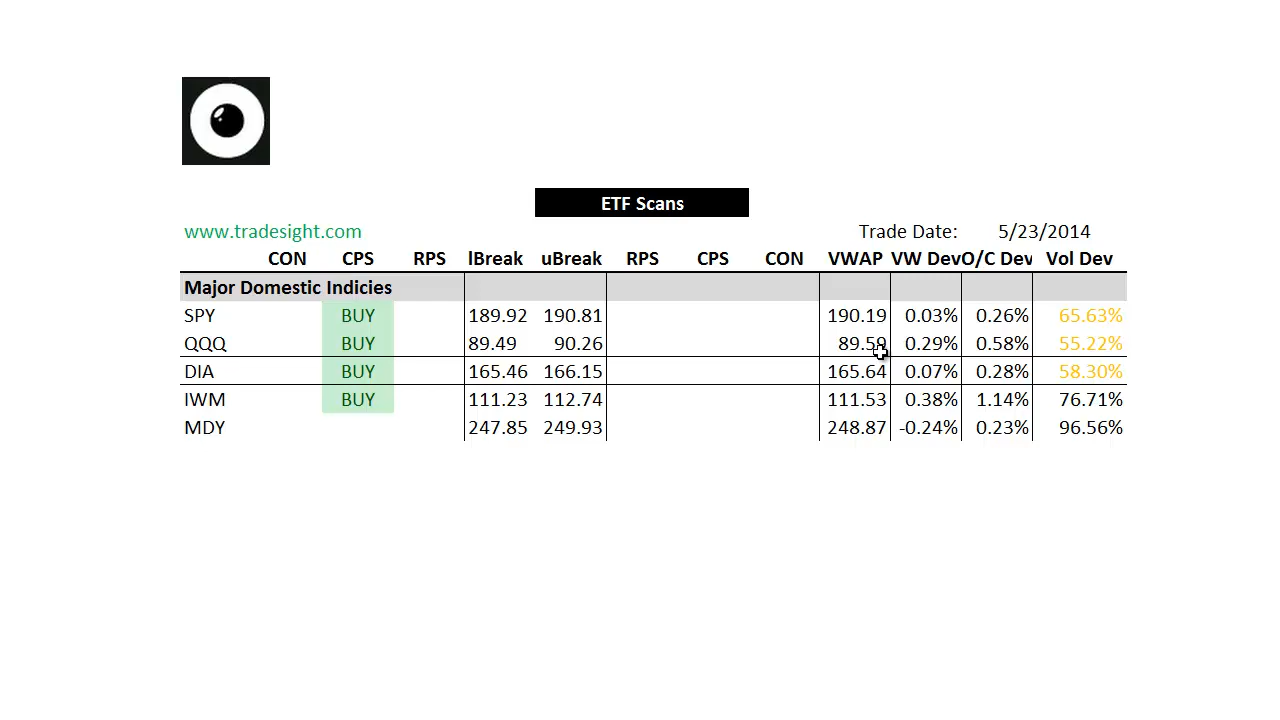 ETF Scans
www.tradesight.com Trade Date: 5/23/2014
CON CPS RPS lBreak uBreak RPS CPS CON VWAP VW Dev O/C Dev Vol Dev
Major Domestic Indicies
SPY BUY 189.92 190.81 190.19 0.03% 0.26% 65.63%
QQQ BUY 89.49 90.26 89.59 0.29% 0.58% 55.22%
DIA BUY 165.46 166.15 165.64 0.07% 0.28% 58.30%
IWM BUY 111.23 112.74 111.53 0.38% 1.14% 76.71%
MDY 247.85 249.93 248.87 -0.24% 0.23% 96.56%